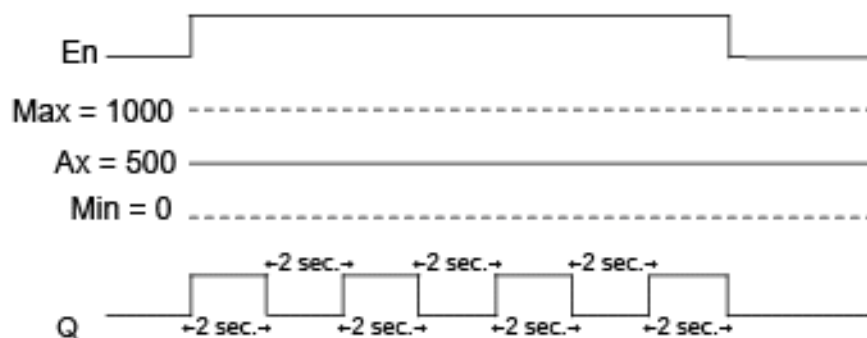 En
Max = 1000
Ax = 500
Min = 0
←2 sec.→ ←2 sec.→ ←2 sec.→
Q ←2 sec.→ ←2 sec.→ ←2 sec.→ ←2 sec.→